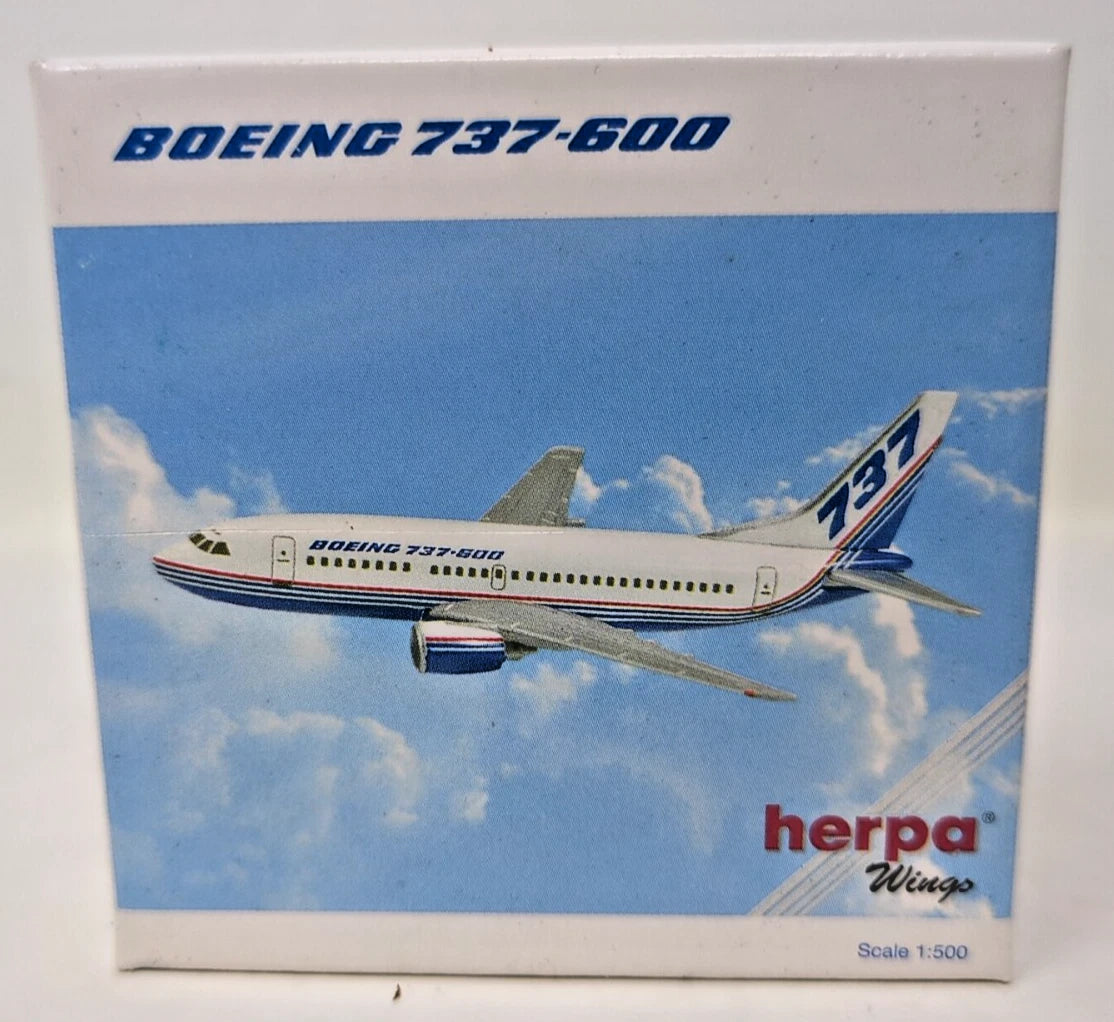 BOEING 737-600
737
BOEING 737-600
herpa®
Wings
Scale 1:500